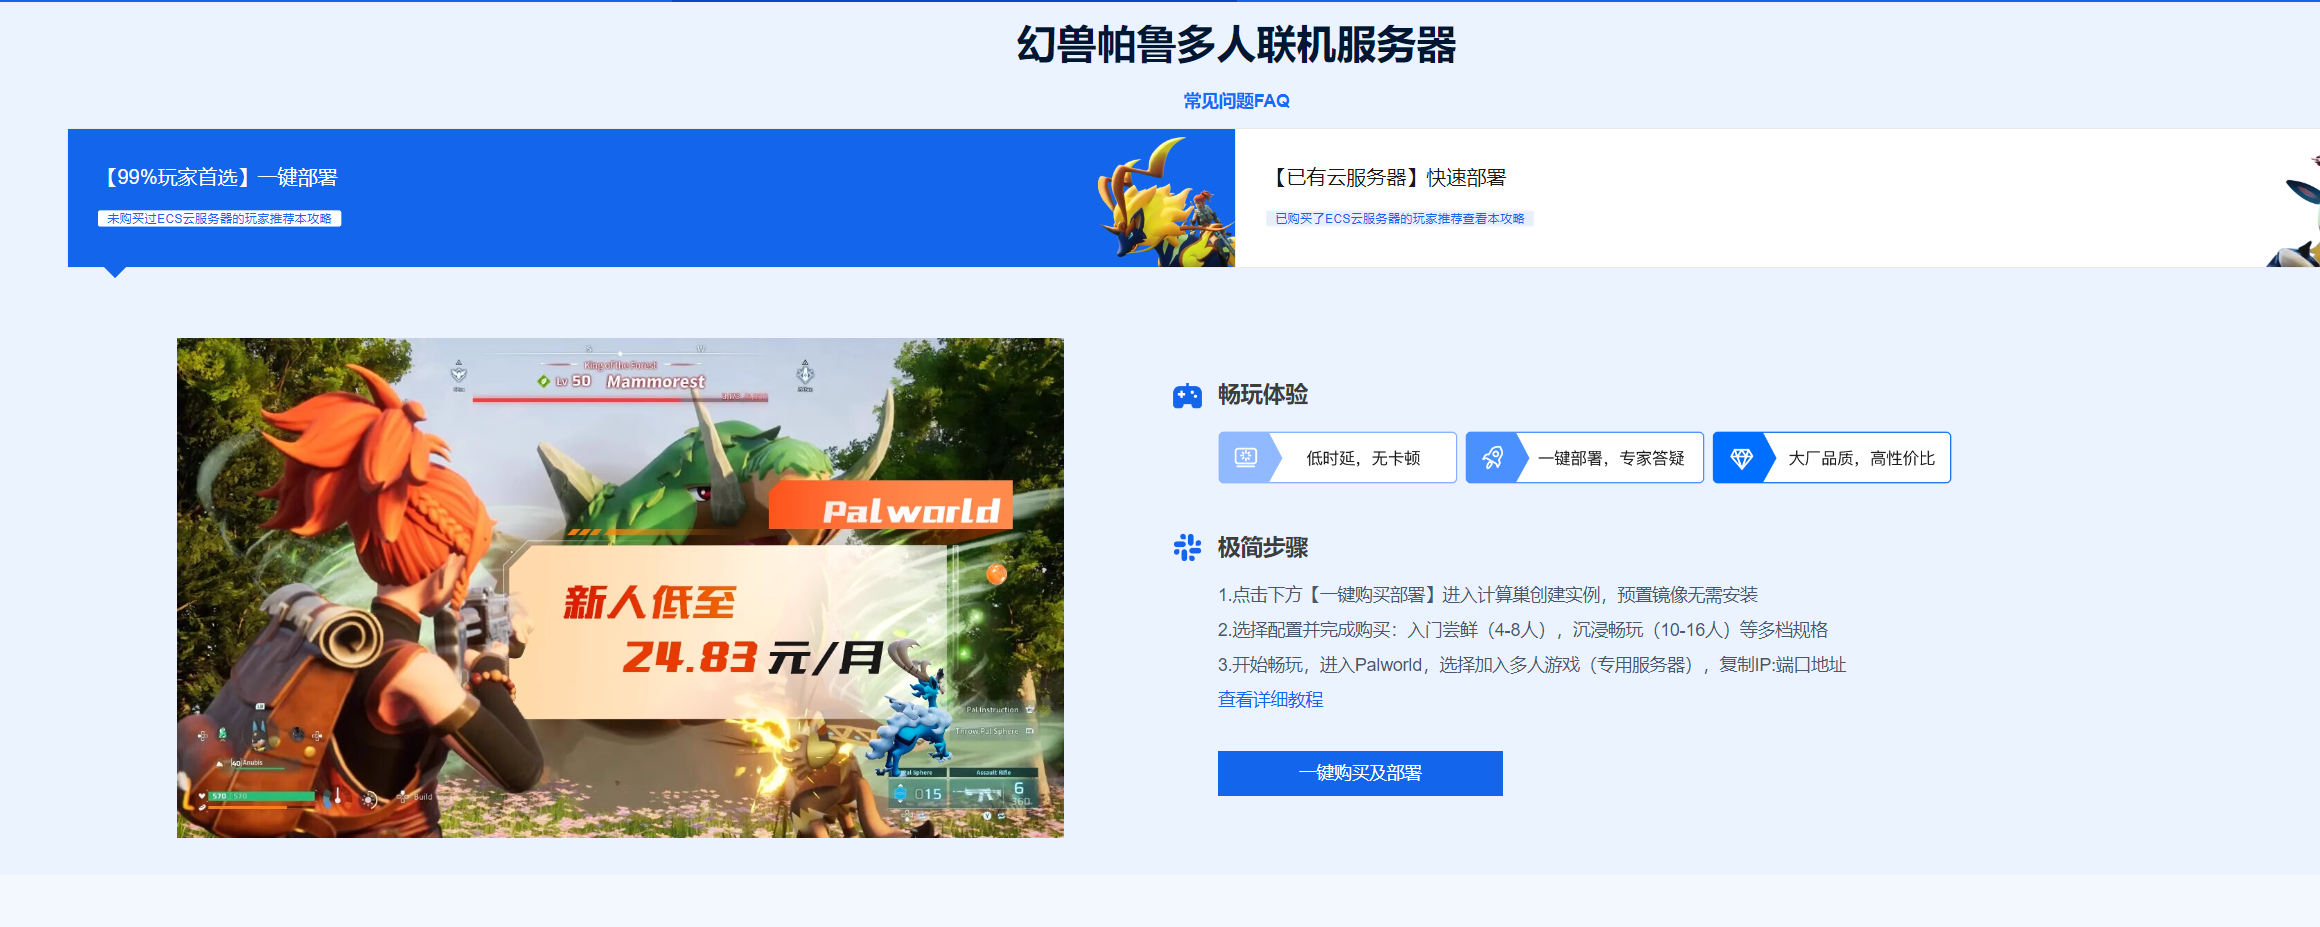 幻兽帕鲁多人联机服务器
常见问题FAQ
【99%玩家首选】一键部署
未购买过ECS云服务器的玩家推荐本攻略
【已有云服务器】快速部署
已购买了ECS云服务器的玩家推荐查看本攻略
King of the Forest
Lv 50 Mammorest
Palworld
新人低至
24.83 元/月
Pal Instruction
Throw Pal Sphere
40 Anubis
570 / 570
Build
Pal Sphere
Assault Rifle
015
6
360
畅玩体验
低时延，无卡顿
一键部署，专家答疑
大厂品质，高性价比
极简步骤
1.点击下方【一键购买部署】进入计算巢创建实例，预置镜像无需安装
2.选择配置并完成购买：入门尝鲜（4-8人），沉浸畅玩（10-16人）等多档规格
3.开始畅玩，进入Palworld，选择加入多人游戏（专用服务器），复制IP:端口地址
查看详细教程
一键购买及部署